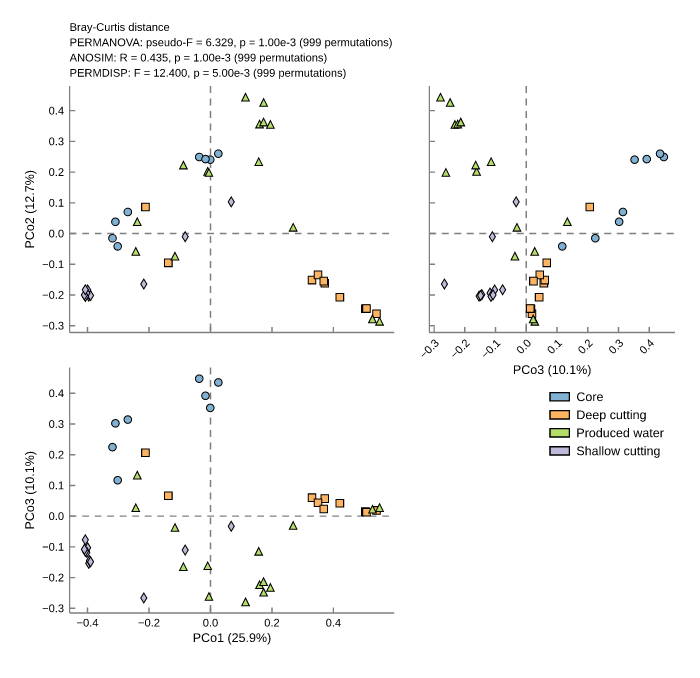 Bray-Curtis distance
PERMANOVA: pseudo-F = 6.329, p = 1.00e-3 (999 permutations)
ANOSIM: R = 0.435, p = 1.00e-3 (999 permutations)
PERMDISP: F = 12.400, p = 5.00e-3 (999 permutations)
0.4
0.3
0.2
0.1
0.0
−0.1
−0.2
−0.3
PCo2 (12.7%)
−0.3
−0.2
−0.1
0.0
0.1
0.2
0.3
0.4
PCo3 (10.1%)
Core
Deep cutting
Produced water
Shallow cutting
0.4
0.3
0.2
0.1
0.0
−0.1
−0.2
−0.3
PCo3 (10.1%)
−0.4
−0.2
0.0
0.2
0.4
PCo1 (25.9%)